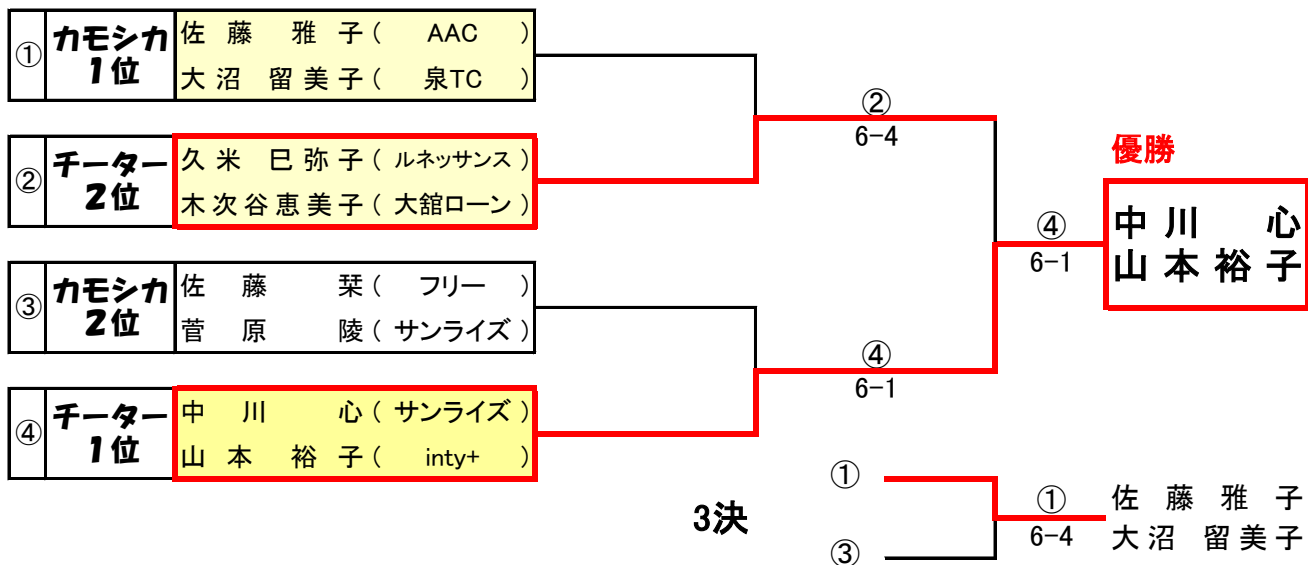 ① カモシカ1位 佐藤 雅子( AAC )
大沼 留美子( 泉TC )
② チーター2位 久米 巳弥子( ルネッサンス )
木次谷恵美子( 大舘ローン )
③ カモシカ2位 佐藤 栞( フリー )
菅原 陵( サンライズ )
④ チーター1位 中川 心( サンライズ )
山本 裕子( inty+ )
②
6-4
④
6-1
④
6-1
優勝
中川 心
山本裕子
3決
①
③
①
6-4
佐藤雅子
大沼 留美子